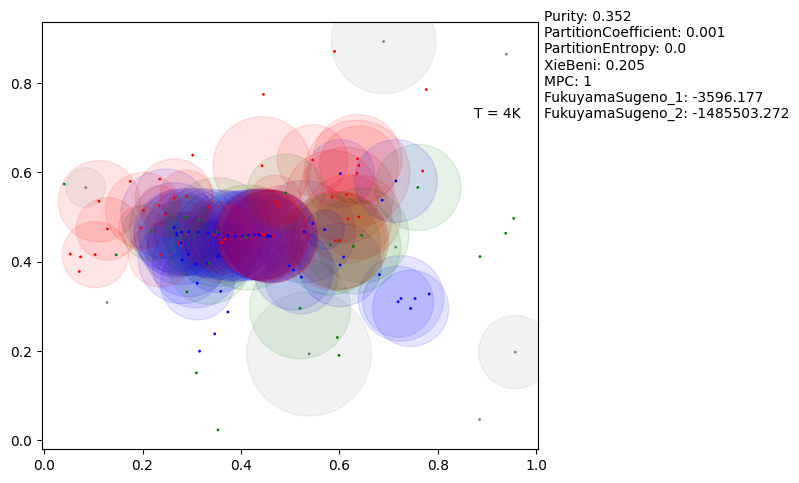 Purity: 0.352
PartitionCoefficient: 0.001
PartitionEntropy: 0.0
XieBeni: 0.205
MPC: 1
FukuyamaSugeno_1: -3596.177
FukuyamaSugeno_2: -1485503.272
T = 4K
0.8
0.6
0.4
0.2
0.0
0.0 0.2 0.4 0.6 0.8 1.0